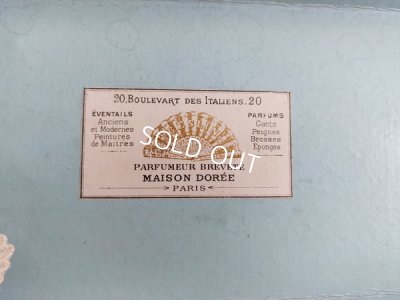 20, BOULEVART DES ITALIENS. 20
ÉVENTAILS
Anciens
et Modernes
Peintures
de Maîtres
PARFUMS
Gants
Peignes
Brosses
Eponges
SOLD OUT
PARFUMEUR BREVETÉ
MAISON DORÉE
PARIS